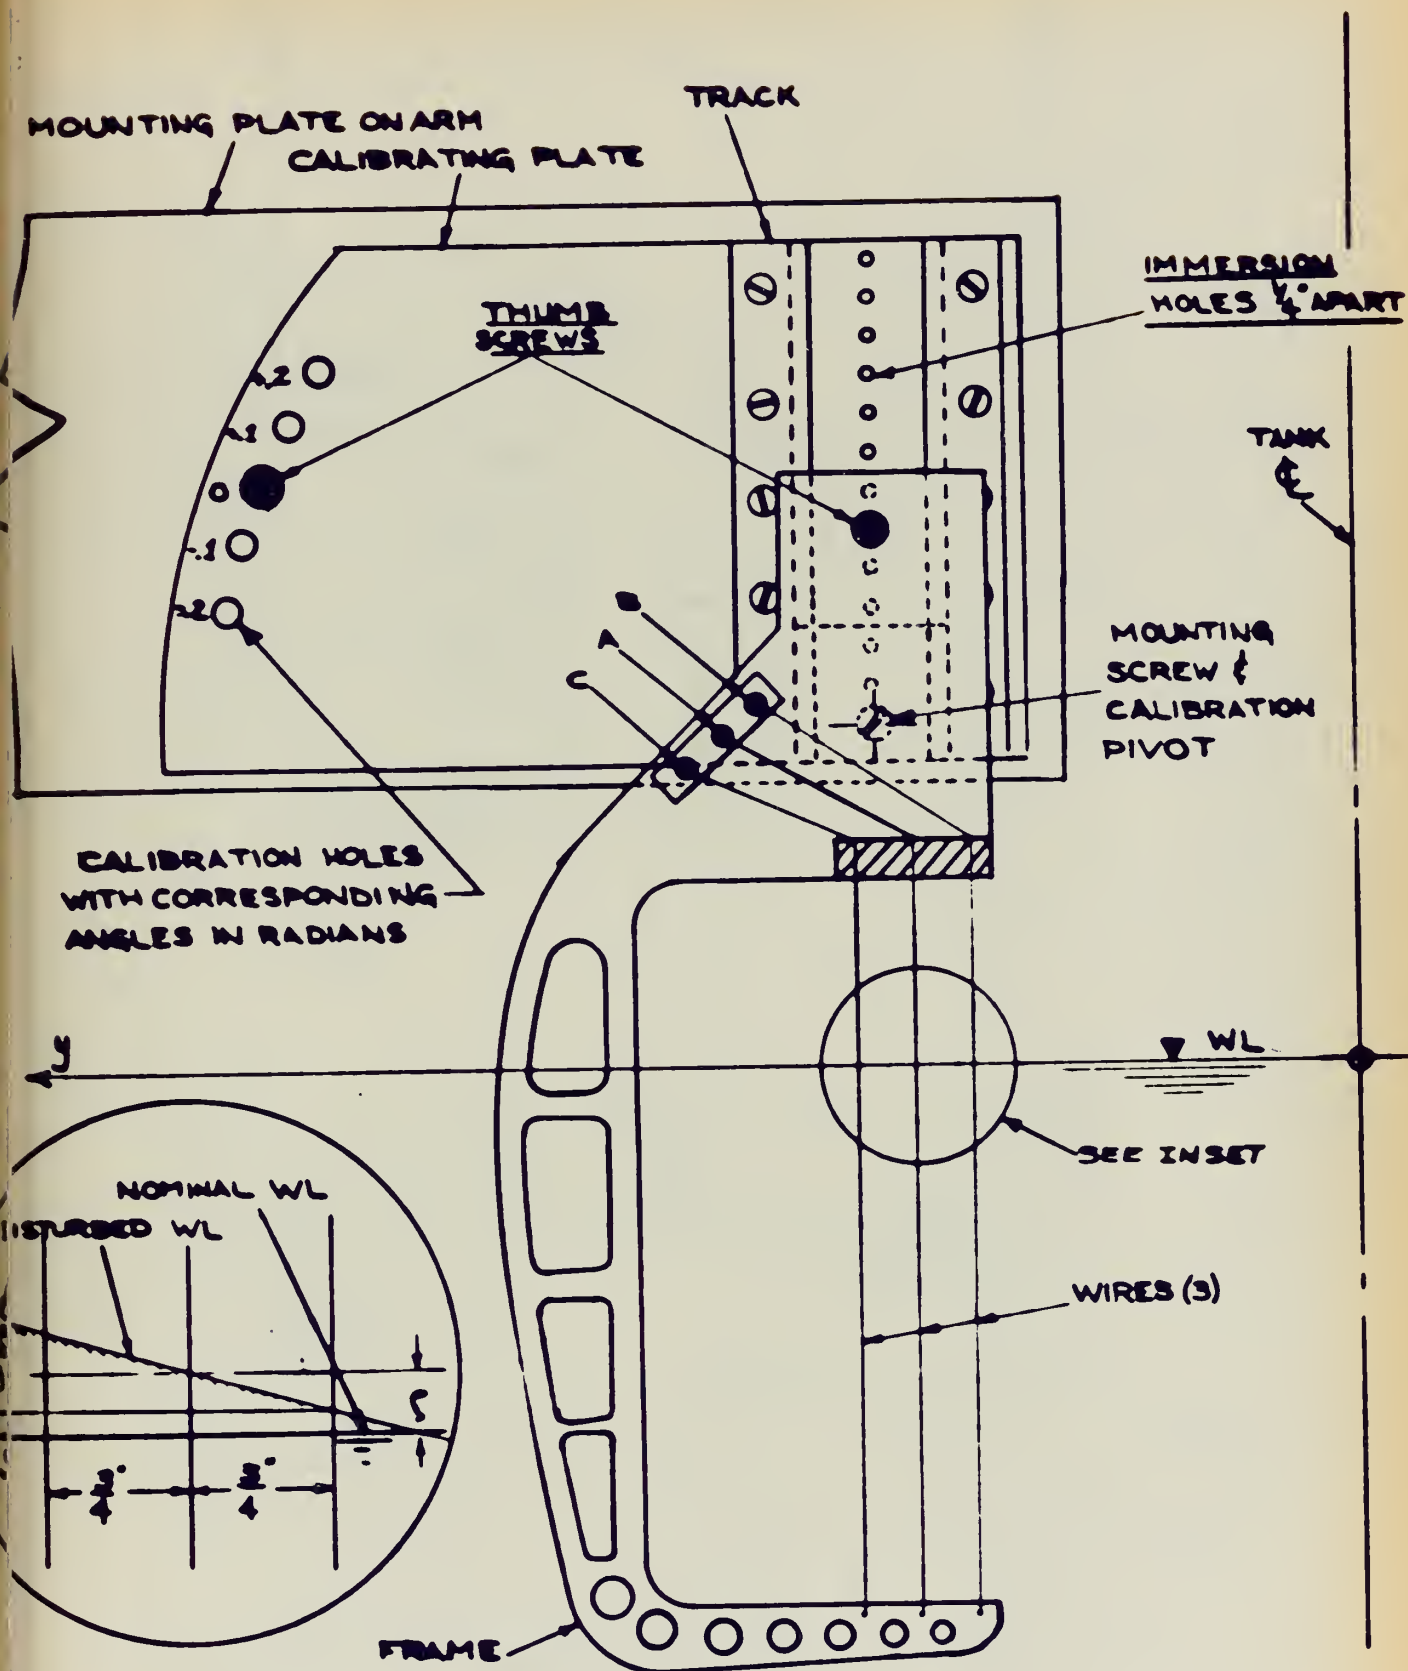 TRACK
MOUNTING PLATE ON ARM
CALIBRATING PLATE
IMMERSION
HOLES 1/4" APART
THUMB
SCREWS
.2
.1
0
-.1
-.2
TANK
℄
B
A
C
MOUNTING
SCREW &
CALIBRATION
PIVOT
CALIBRATION HOLES
WITH CORRESPONDING
ANGLES IN RADIANS
y
WL
SEE INSET
NOMINAL WL
ISTURBED WL
WIRES (3)
ζ
3/4"
3/4"
FRAME